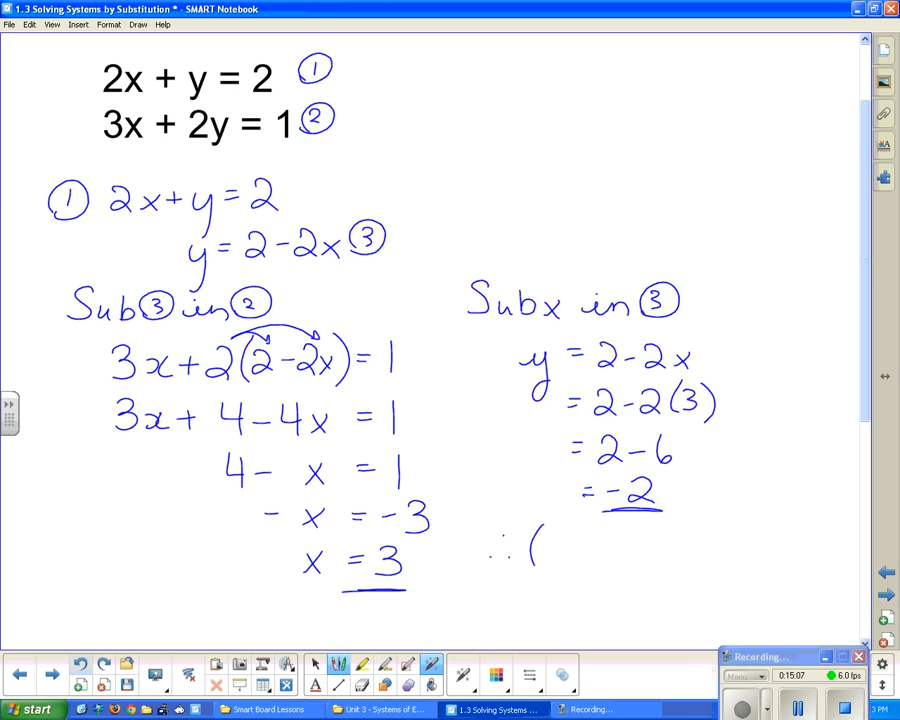 1.3 Solving Systems by Substitution * - SMART Notebook
File Edit View Insert Format Draw Help
2x + y = 2 ①
3x + 2y = 1 ②
① 2x + y = 2
y = 2 - 2x ③
Sub ③ in ②
3x + 2(2 - 2x) = 1
3x + 4 - 4x = 1
4 - x = 1
- x = -3
x = 3
Sub x in ③
y = 2 - 2x
= 2 - 2(3)
= 2 - 6
= -2
∴ (
Recording...
Menu
0:15:07
6.0 fps
start
Smart Board Lessons
Unit 3 - Systems of E...
1.3 Solving Systems ...
Recording...
3 PM